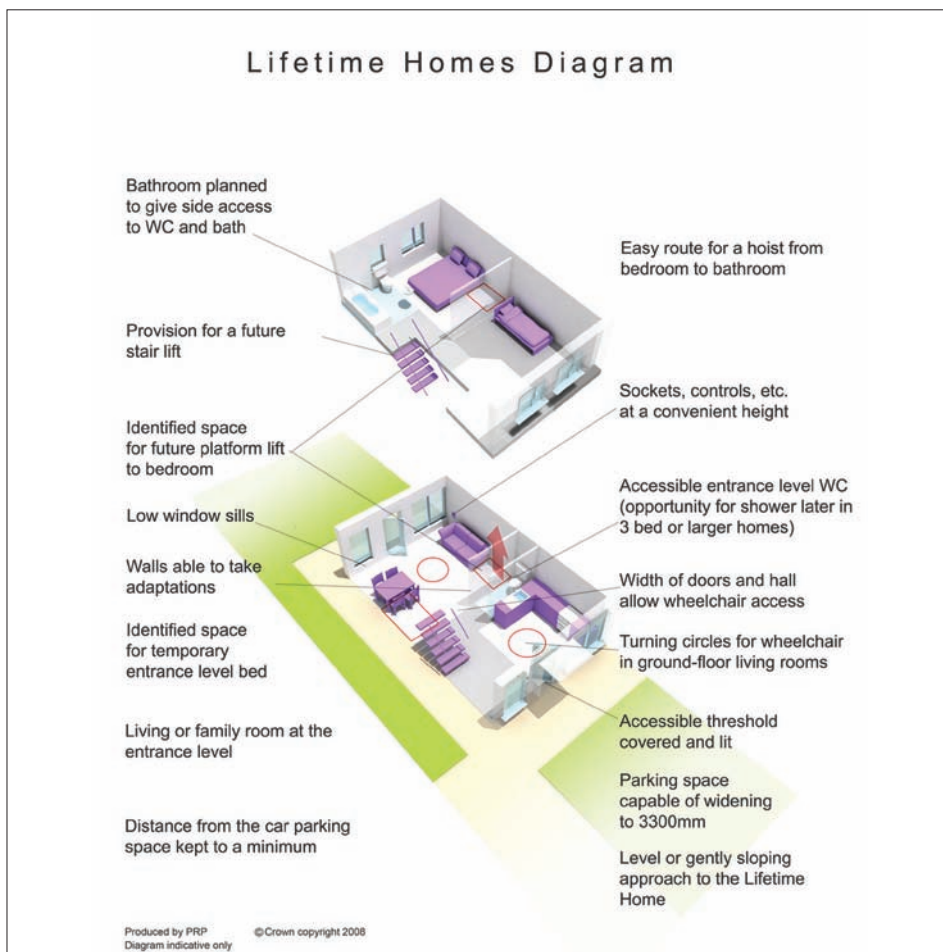 Lifetime Homes Diagram
Bathroom planned
to give side access
to WC and bath
Provision for a future
stair lift
Identified space
for future platform lift
to bedroom
Low window sills
Walls able to take
adaptations
Identified space
for temporary
entrance level bed
Living or family room at the
entrance level
Distance from the car parking
space kept to a minimum
Easy route for a hoist from
bedroom to bathroom
Sockets, controls, etc.
at a convenient height
Accessible entrance level WC
(opportunity for shower later in
3 bed or larger homes)
Width of doors and hall
allow wheelchair access
Turning circles for wheelchair
in ground-floor living rooms
Accessible threshold
covered and lit
Parking space
capable of widening
to 3300mm
Level or gently sloping
approach to the Lifetime
Home
Produced by PRP ©Crown copyright 2008
Diagram indicative only